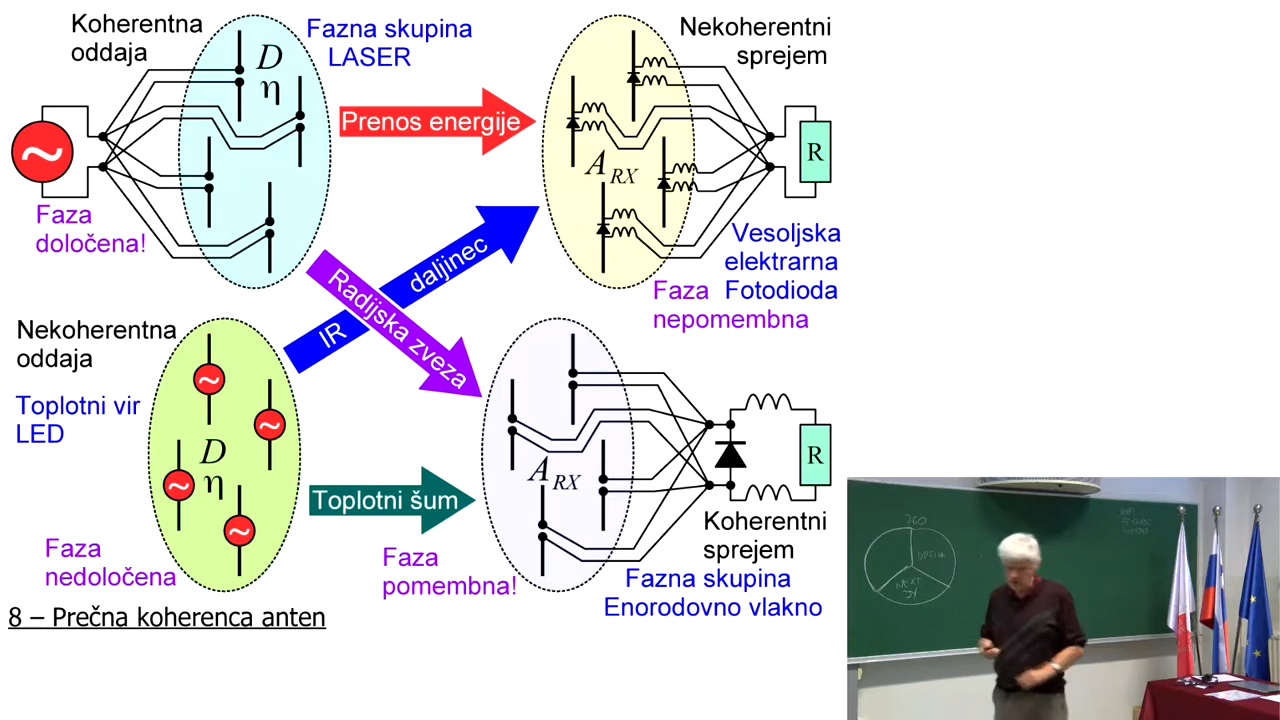 Koherentna
oddaja
D
η
Fazna skupina
LASER
Prenos energije
Faza
določena!
Nekoherentni
sprejem
A RX
R
Vesoljska
elektrarna
Fotodioda
Faza
nepomembna
IR daljinec
Radijska zveza
Nekoherentna
oddaja
Toplotni vir
LED
D
η
Faza
nedoločena
Toplotni šum
A RX
R
Faza
pomembna!
Koherentni
sprejem
Fazna skupina
Enorodovno vlakno
8 – Prečna koherenca anten